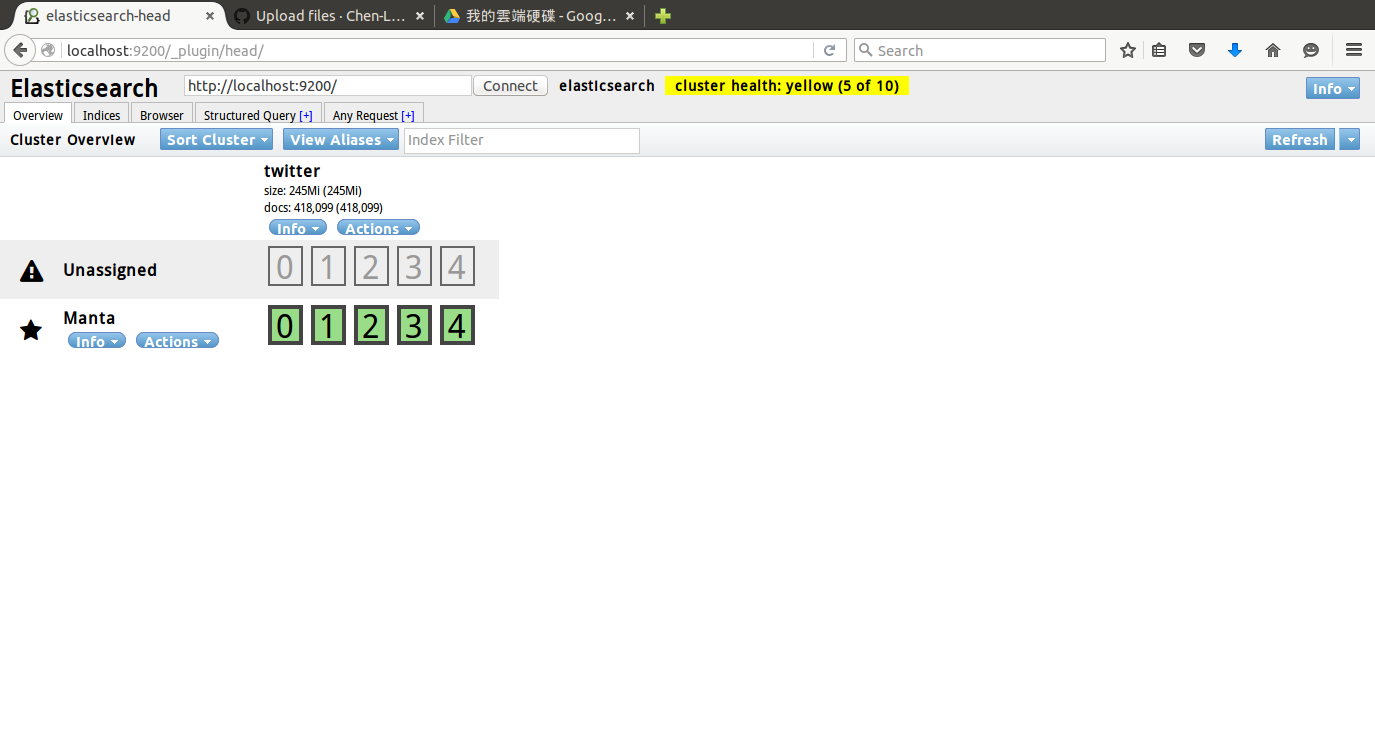 elasticsearch-head
Upload files · Chen-L...
我的雲端硬碟 - Goog...
localhost:9200/_plugin/head/
Search
Elasticsearch
http://localhost:9200/
Connect
elasticsearch
cluster health: yellow (5 of 10)
Info
Overview
Indices
Browser
Structured Query [+]
Any Request [+]
Cluster Overview
Sort Cluster
View Aliases
Index Filter
Refresh
twitter
size: 245Mi (245Mi)
docs: 418,099 (418,099)
Info
Actions
Unassigned
0 1 2 3 4
Manta
Info
Actions
0 1 2 3 4